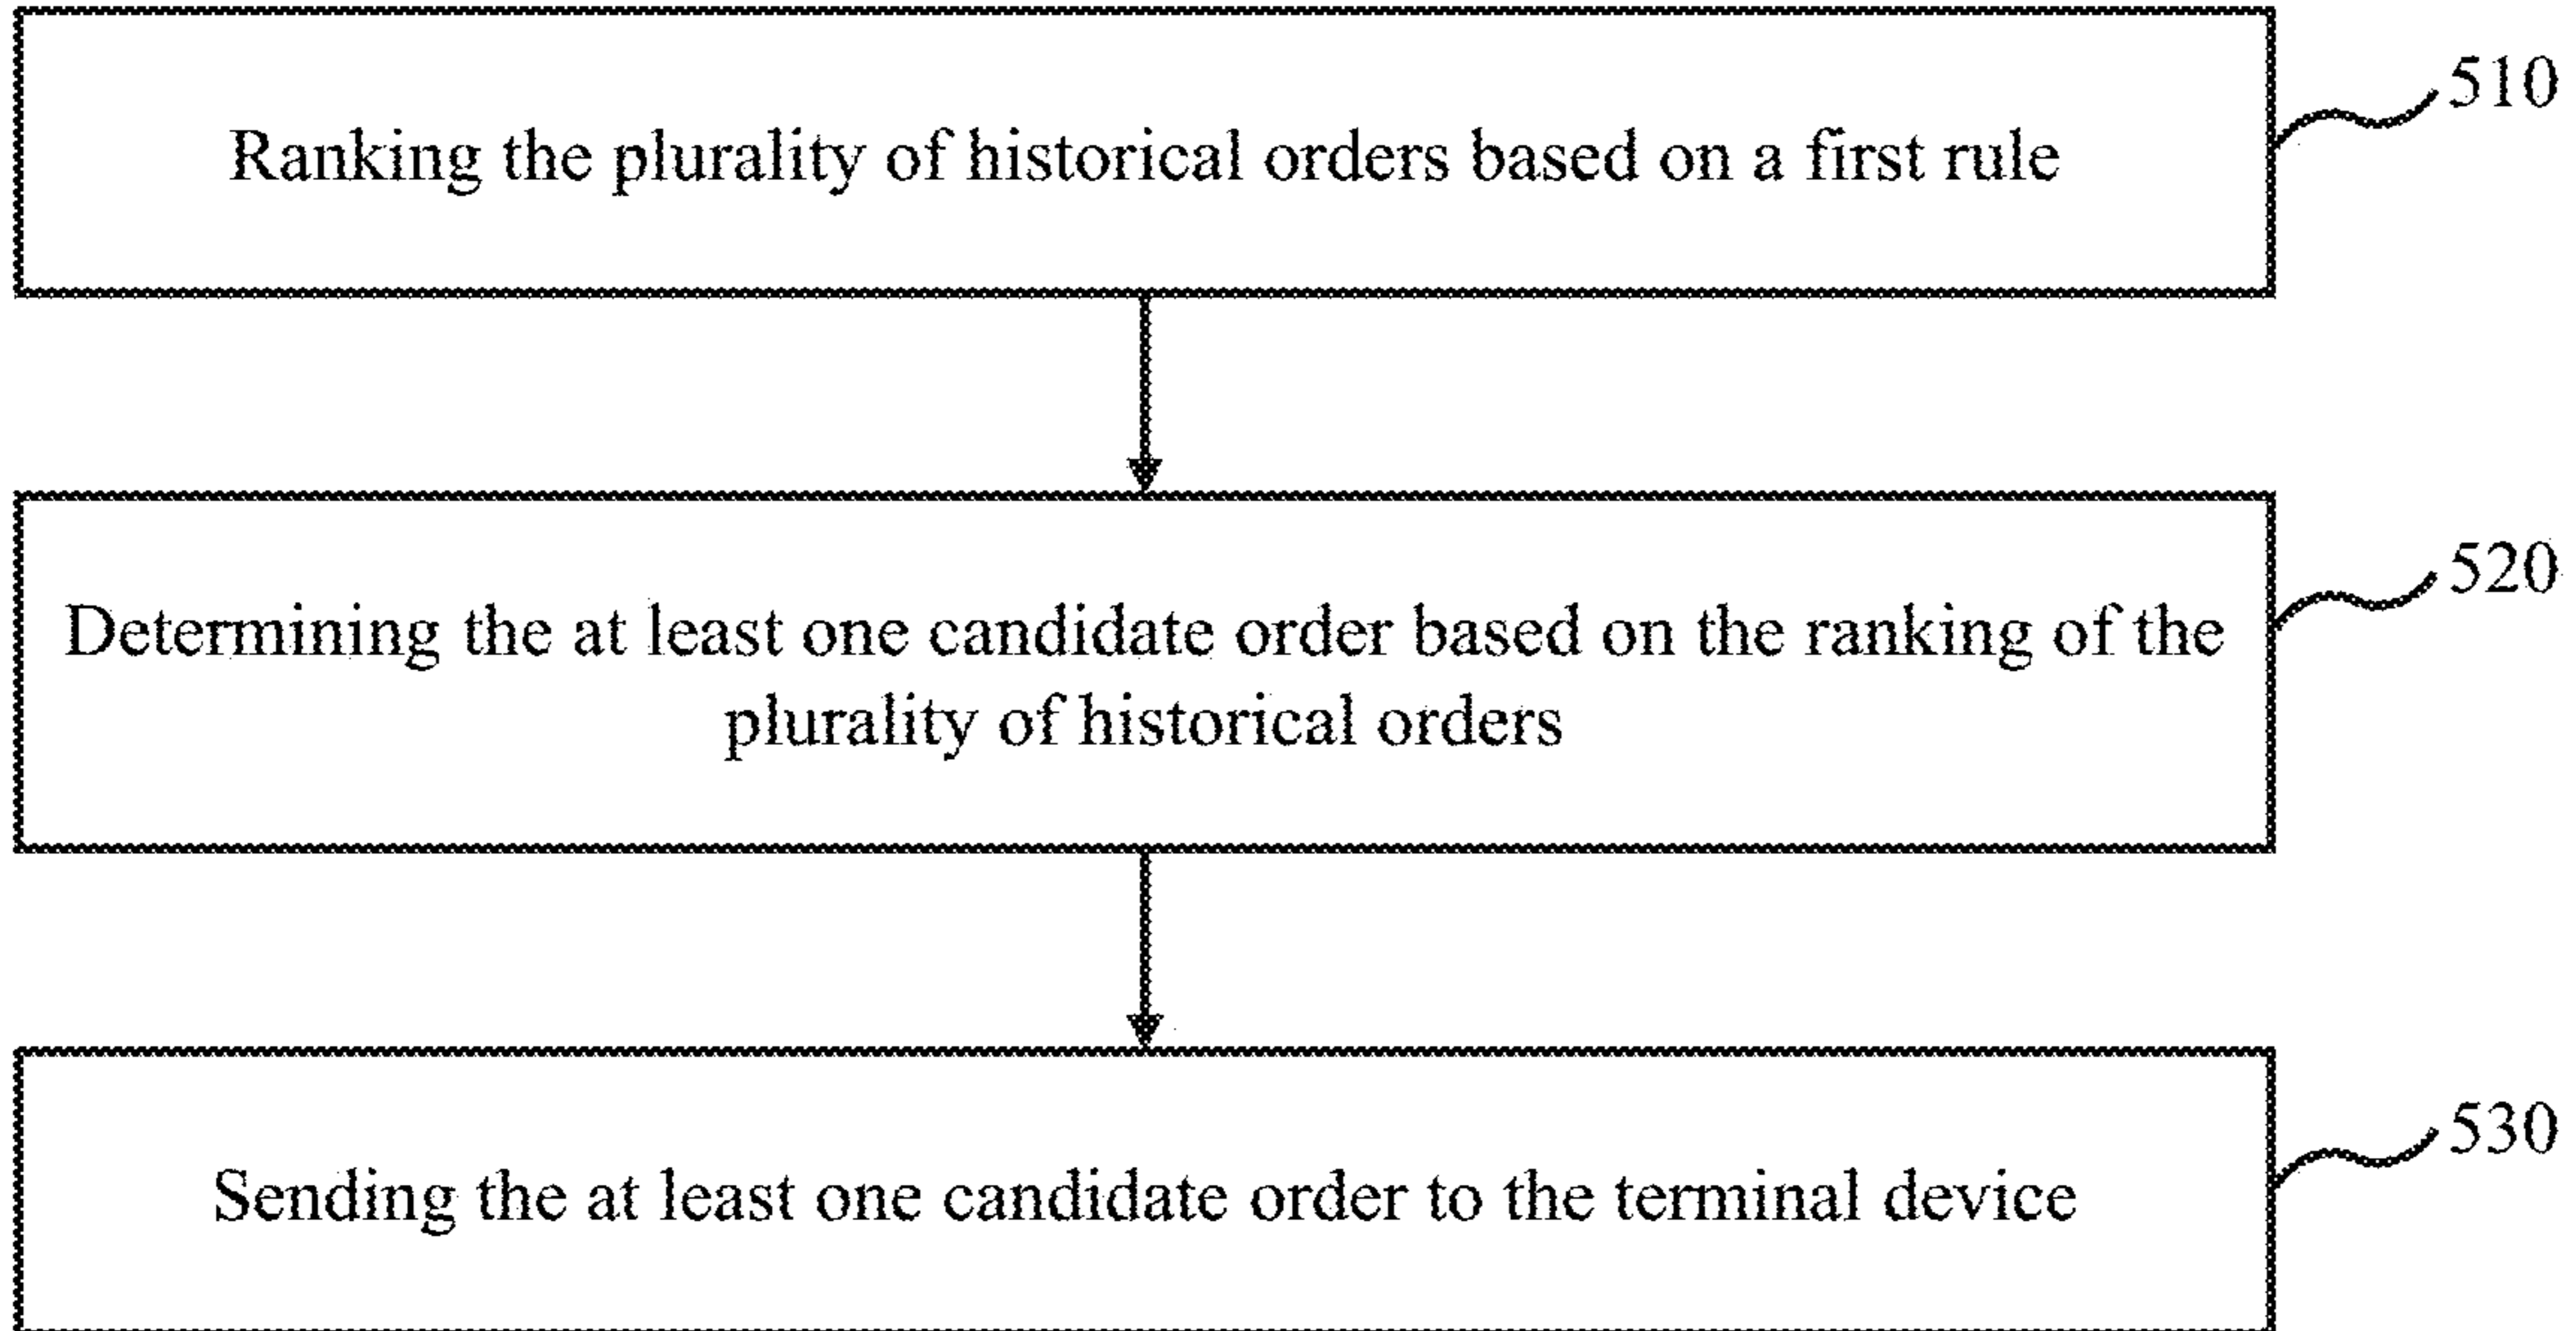 Ranking the plurality of historical orders based on a first rule
510
Determining the at least one candidate order based on the ranking of the
plurality of historical orders
520
Sending the at least one candidate order to the terminal device
530